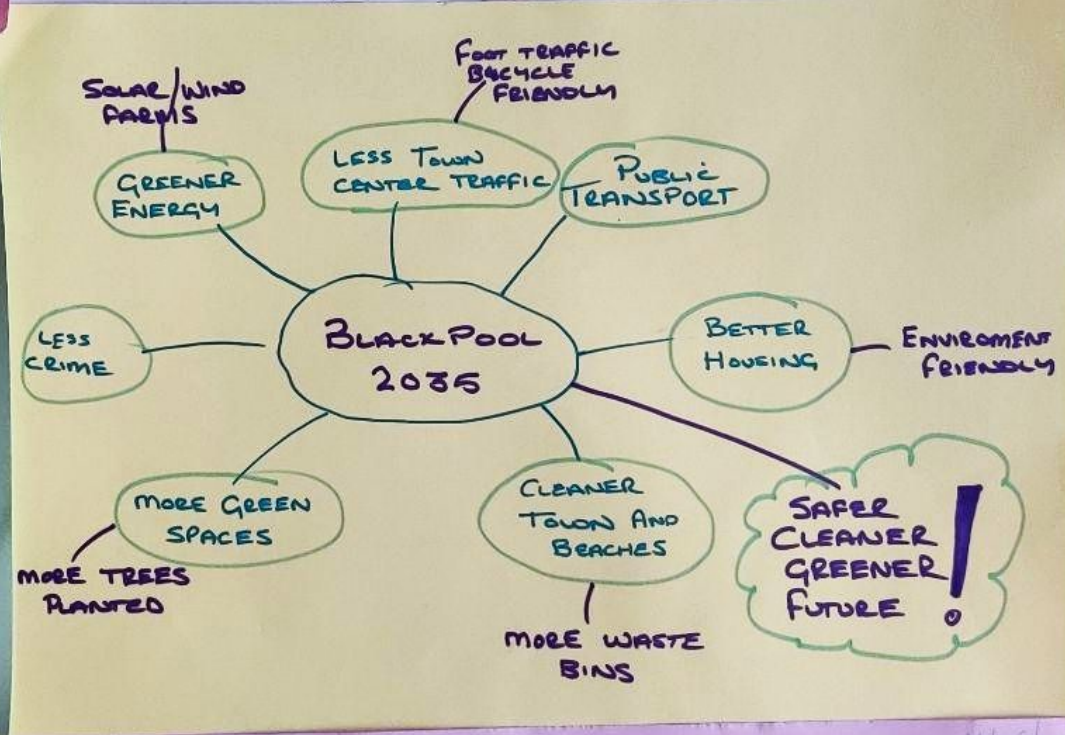 SOLAR/WIND
FARMS
GREENER
ENERGY
FOOT TRAFFIC
BYCYCLE
FRIENDLY
LESS TOWN
CENTER TRAFFIC
PUBLIC
TRANSPORT
LESS
CRIME
BLACKPOOL
2035
BETTER
HOUSING
ENVIROMENT
FRIENDLY
MORE GREEN
SPACES
MORE TREES
PLANTED
CLEANER
TOWN AND
BEACHES
MORE WASTE
BINS
SAFER
CLEANER
GREENER
FUTURE !